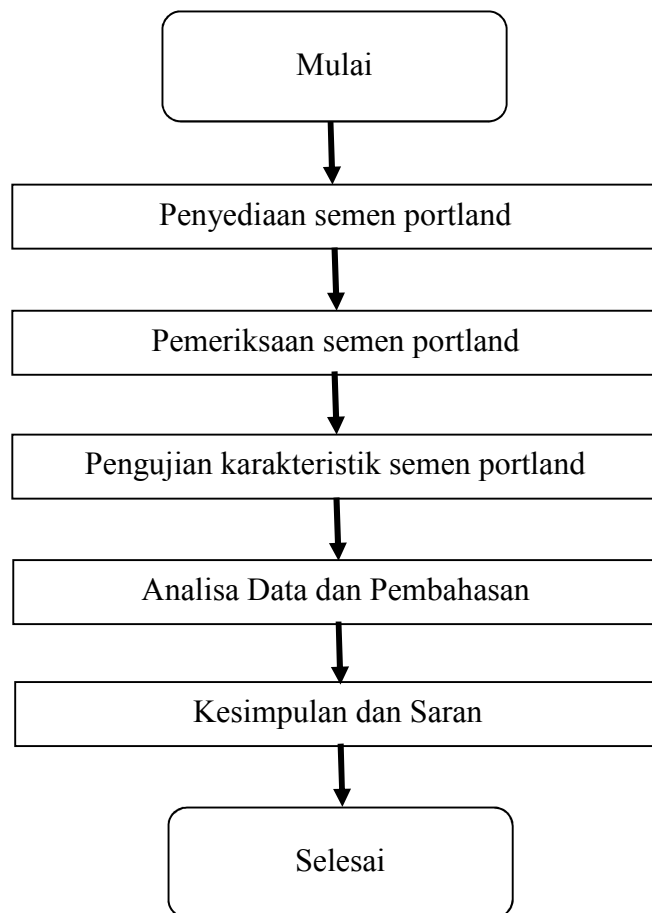 Mulai
Penyediaan semen portland
Pemeriksaan semen portland
Pengujian karakteristik semen portland
Analisa Data dan Pembahasan
Kesimpulan dan Saran
Selesai